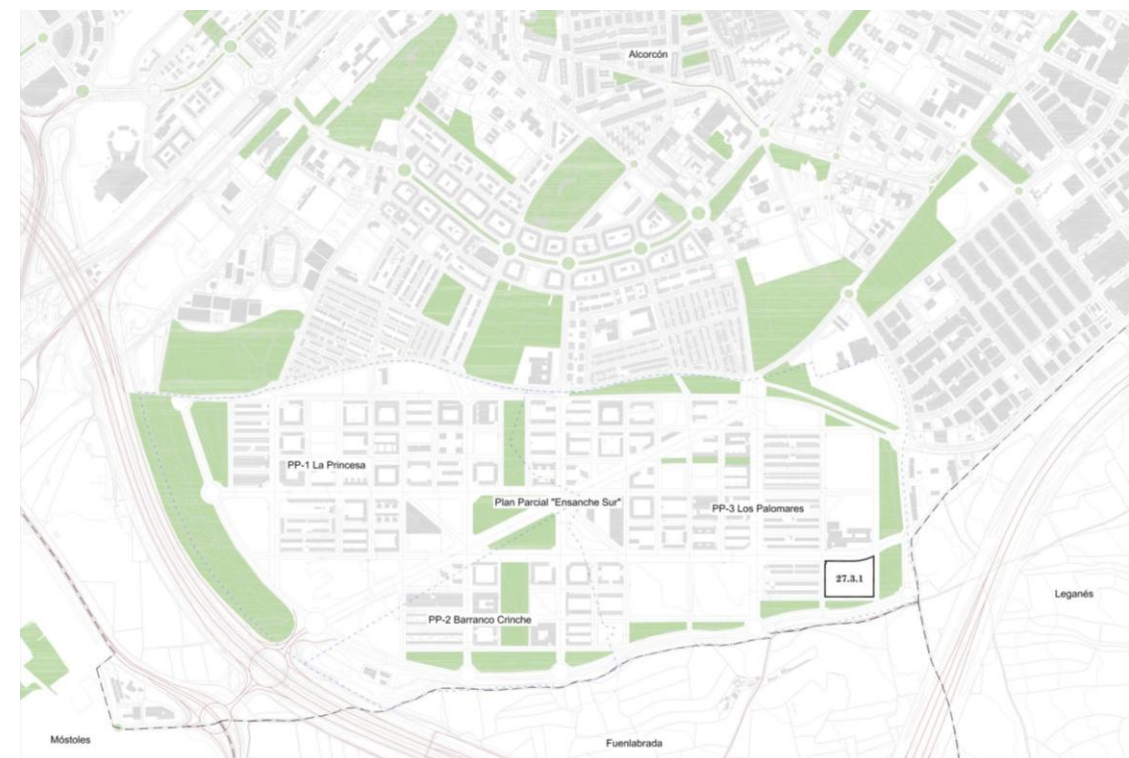 Alcorcón
PP-1 La Princesa
Plan Parcial "Ensanche Sur"
PP-3 Los Palomares
27.3.1
Leganés
PP-2 Barranco Crinche
Móstoles
Fuenlabrada